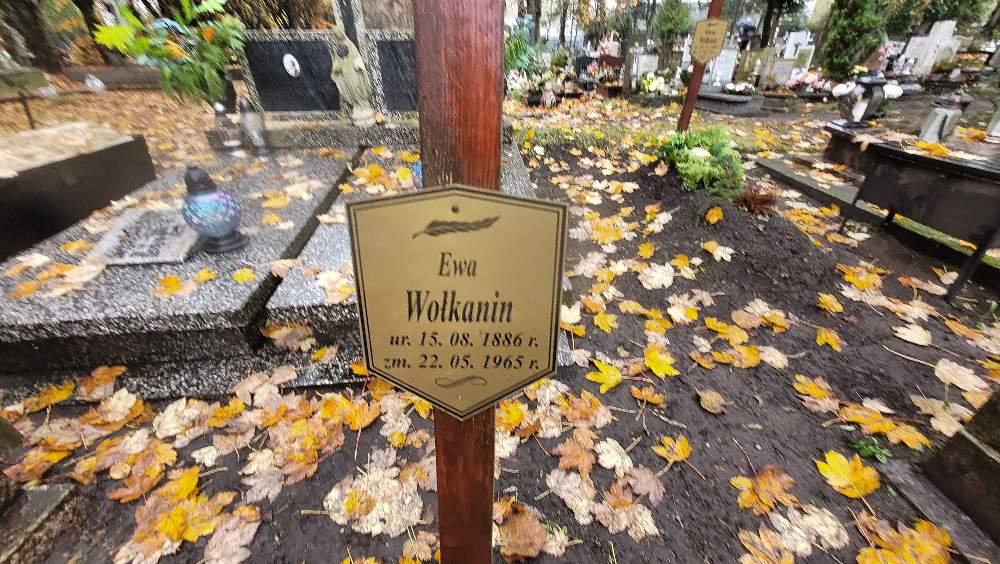 Ewa
Wołkanin
ur. 15. 08. 1886 r.
zm. 22. 05. 1965 r.